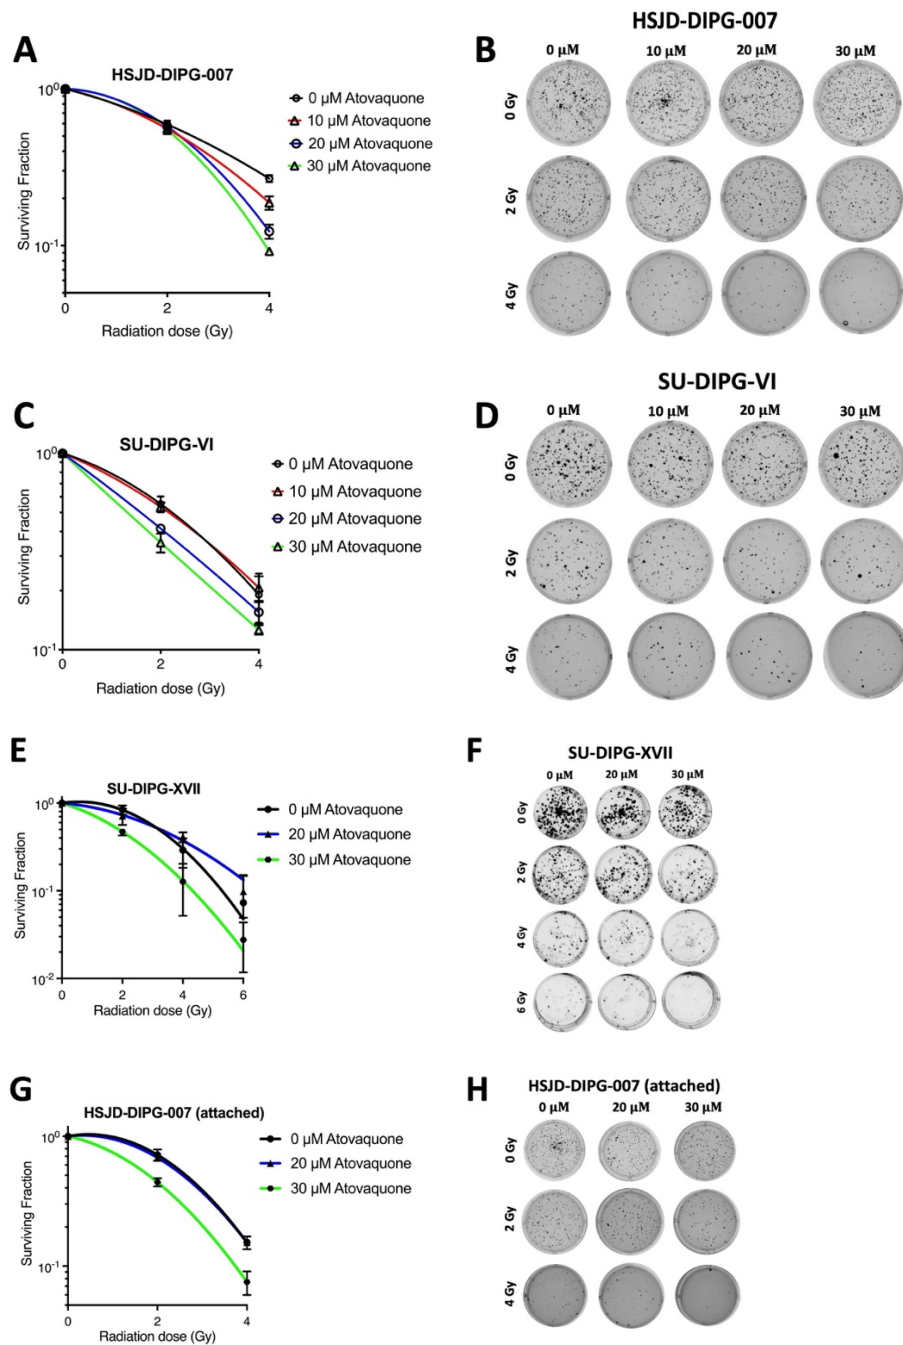 A
HSJD-DIPG-007
10⁰
10⁻¹
Surviving Fraction
0 2 4
Radiation dose (Gy)
0 µM Atovaquone
10 µM Atovaquone
20 µM Atovaquone
30 µM Atovaquone
B
HSJD-DIPG-007
0 µM 10 µM 20 µM 30 µM
0 Gy
2 Gy
4 Gy
C
SU-DIPG-VI
10⁰
10⁻¹
Surviving Fraction
0 2 4
Radiation dose (Gy)
0 µM Atovaquone
10 µM Atovaquone
20 µM Atovaquone
30 µM Atovaquone
D
SU-DIPG-VI
0 µM 10 µM 20 µM 30 µM
0 Gy
2 Gy
4 Gy
E
SU-DIPG-XVII
10⁰
10⁻¹
10⁻²
Surviving Fraction
0 2 4 6
Radiation dose (Gy)
0 µM Atovaquone
20 µM Atovaquone
30 µM Atovaquone
F
SU-DIPG-XVII
0 µM 20 µM 30 µM
0 Gy
2 Gy
4 Gy
6 Gy
G
HSJD-DIPG-007 (attached)
10⁰
10⁻¹
Surviving Fraction
0 2 4
Radiation dose (Gy)
0 µM Atovaquone
20 µM Atovaquone
30 µM Atovaquone
H
HSJD-DIPG-007 (attached)
0 µM 20 µM 30 µM
0 Gy
2 Gy
4 Gy